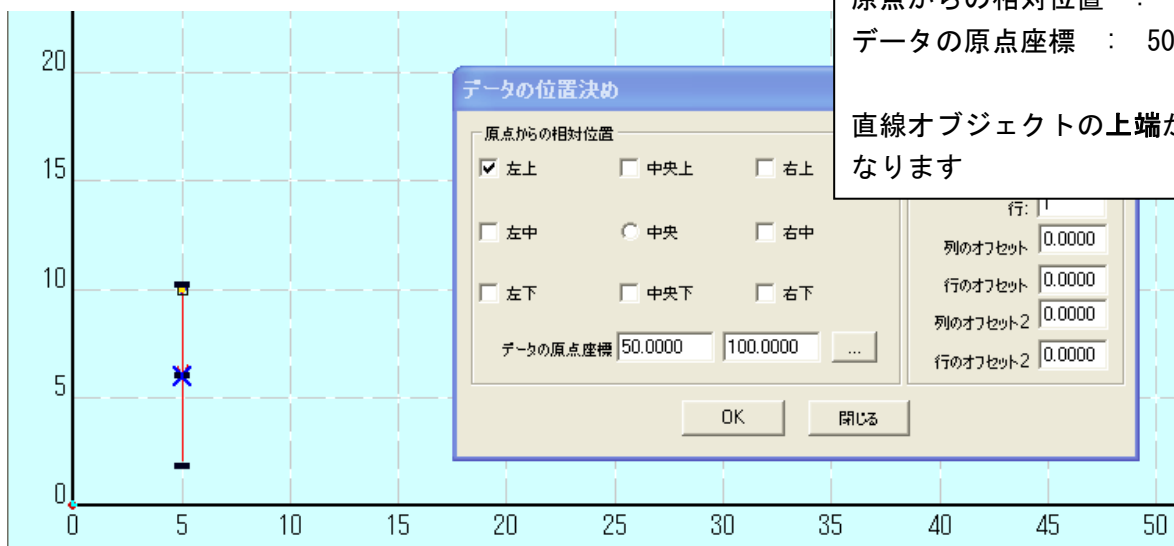 原点からの相対位置 :
データの原点座標 : 50
直線オブジェクトの上端
なります
データの位置決め
原点からの相対位置
左上 中央上 右上
左中 中央 右中
左下 中央下 右下
データの原点座標 50.0000 100.0000 ...
行:
列のオフセット 0.0000
行のオフセット 0.0000
列のオフセット2 0.0000
行のオフセット2 0.0000
OK 閉じる
20
15
10
5
0
0 5 10 15 20 25 30 35 40 45 50